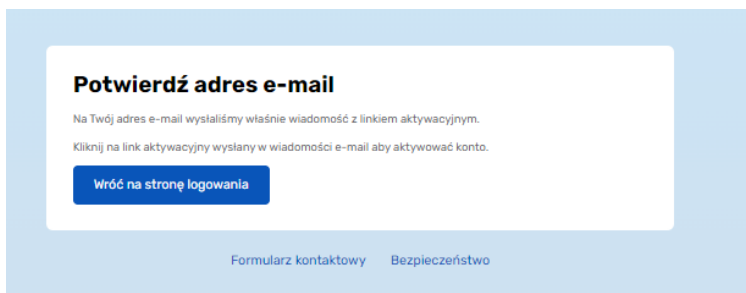 Potwierdź adres e-mail
Na Twój adres e-mail wysłaliśmy właśnie wiadomość z linkiem aktywacyjnym.
Kliknij na link aktywacyjny wysłany w wiadomości e-mail aby aktywować konto.
Wróć na stronę logowania
Formularz kontaktowy Bezpieczeństwo